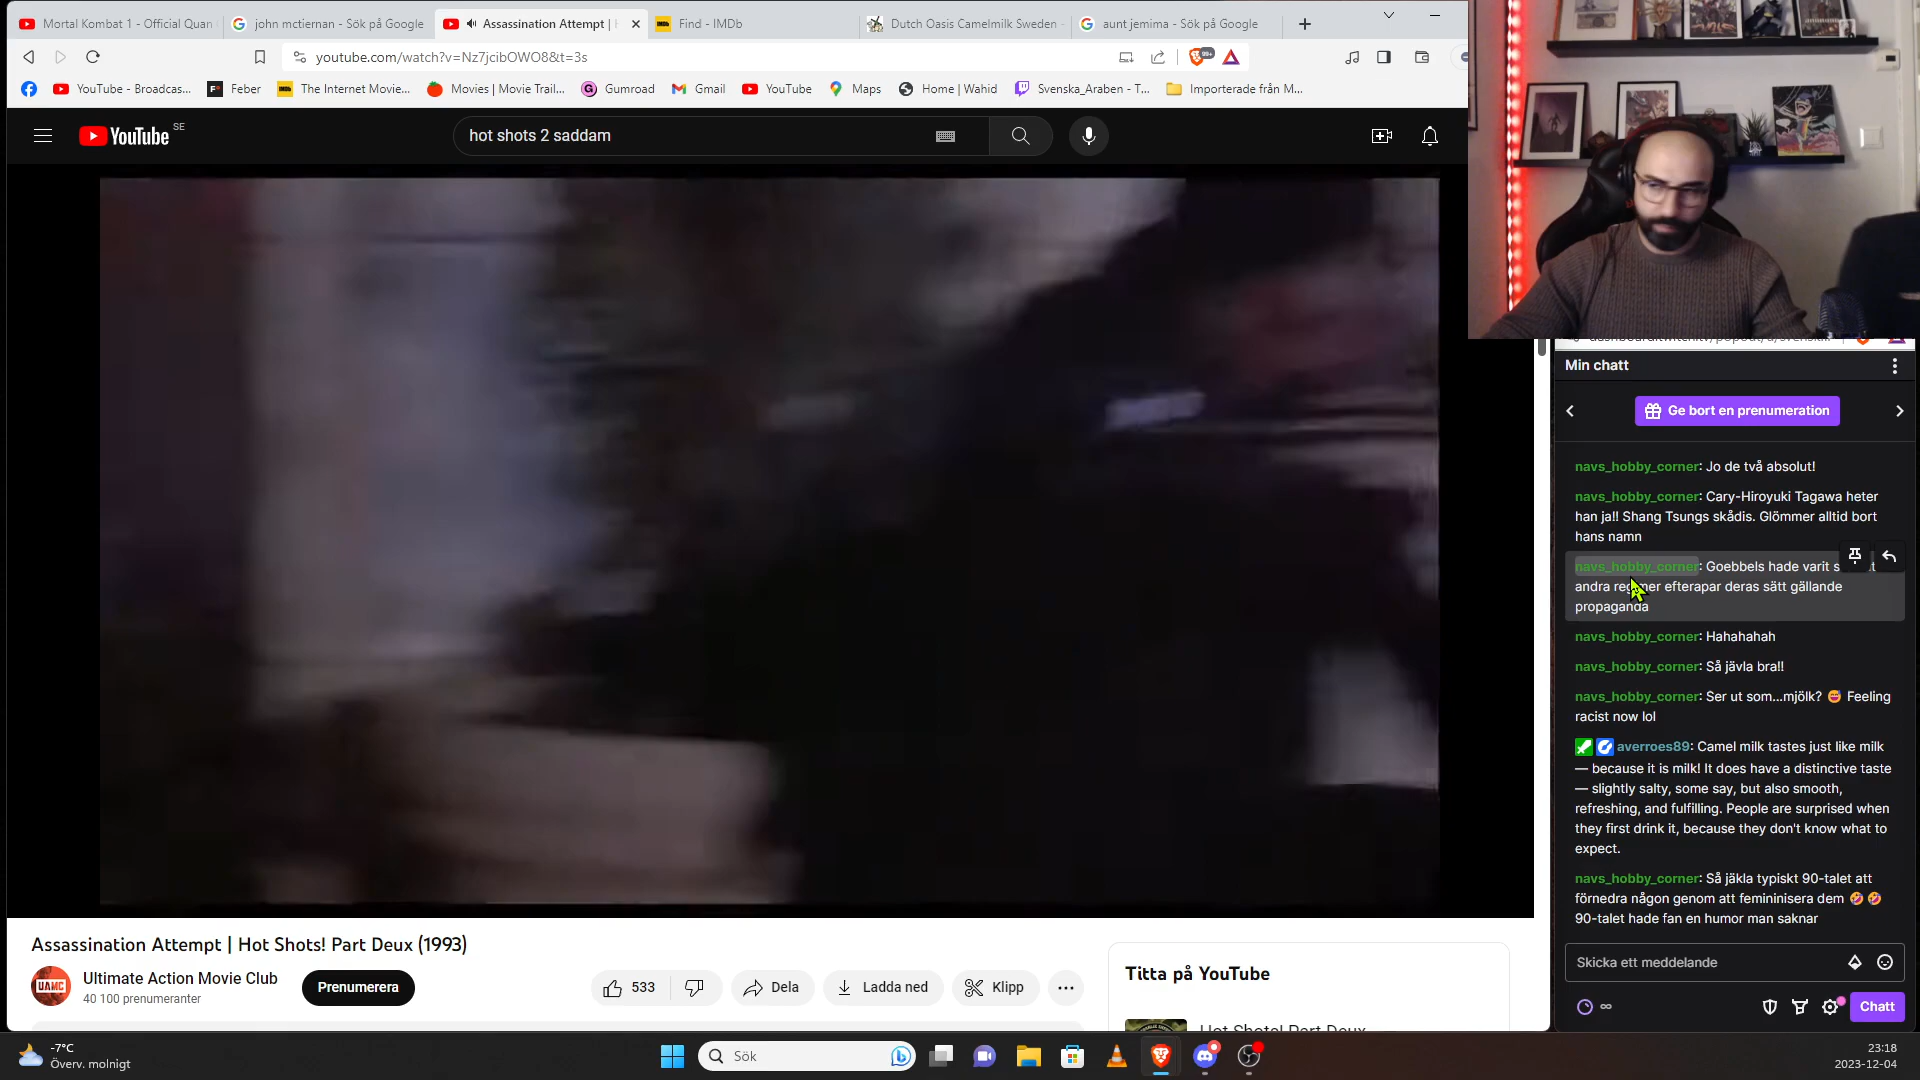 Mortal Kombat 1 - Official Quan
john mctiernan - Sök på Google
Assassination Attempt |
Find - IMDb
Dutch Oasis Camelmilk Sweden -
aunt jemima - Sök på Google
youtube.com/watch?v=Nz7jcibOWO8&t=3s
99+
YouTube - Broadcas...
Feber
The Internet Movie...
Movies | Movie Trail...
Gumroad
Gmail
YouTube
Maps
Home | Wahid
Svenska_Araben - T...
Importerade från M...
YouTube SE
hot shots 2 saddam
Min chatt
Ge bort en prenumeration
navs_hobby_corner: Jo de två absolut!
navs_hobby_corner: Cary-Hiroyuki Tagawa heter
han ja!! Shang Tsungs skådis. Glömmer alltid bort
hans namn
navs_hobby_corner: Goebbels hade varit
andra efterapar deras sätt gällande
propaganda
navs_hobby_corner: Hahahahah
navs_hobby_corner: Så jävla bra!!
navs_hobby_corner: Ser ut som...mjölk? 😅 Feeling
racist now lol
averroes89: Camel milk tastes just like milk
— because it is milk! It does have a distinctive taste
— slightly salty, some say, but also smooth,
refreshing, and fulfilling. People are surprised when
they first drink it, because they don't know what to
expect.
navs_hobby_corner: Så jäkla typiskt 90-talet att
förnedra någon genom att femininisera dem 🤣🤣
90-talet hade fan en humor man saknar
Skicka ett meddelande
Chatt
Assassination Attempt | Hot Shots! Part Deux (1993)
UAMC
Ultimate Action Movie Club
40 100 prenumeranter
Prenumerera
533
Dela
Ladda ned
Klipp
Titta på YouTube
Hot Shots! Part Deux
-7°C
Överv. molnigt
Sök
23:18
2023-12-04